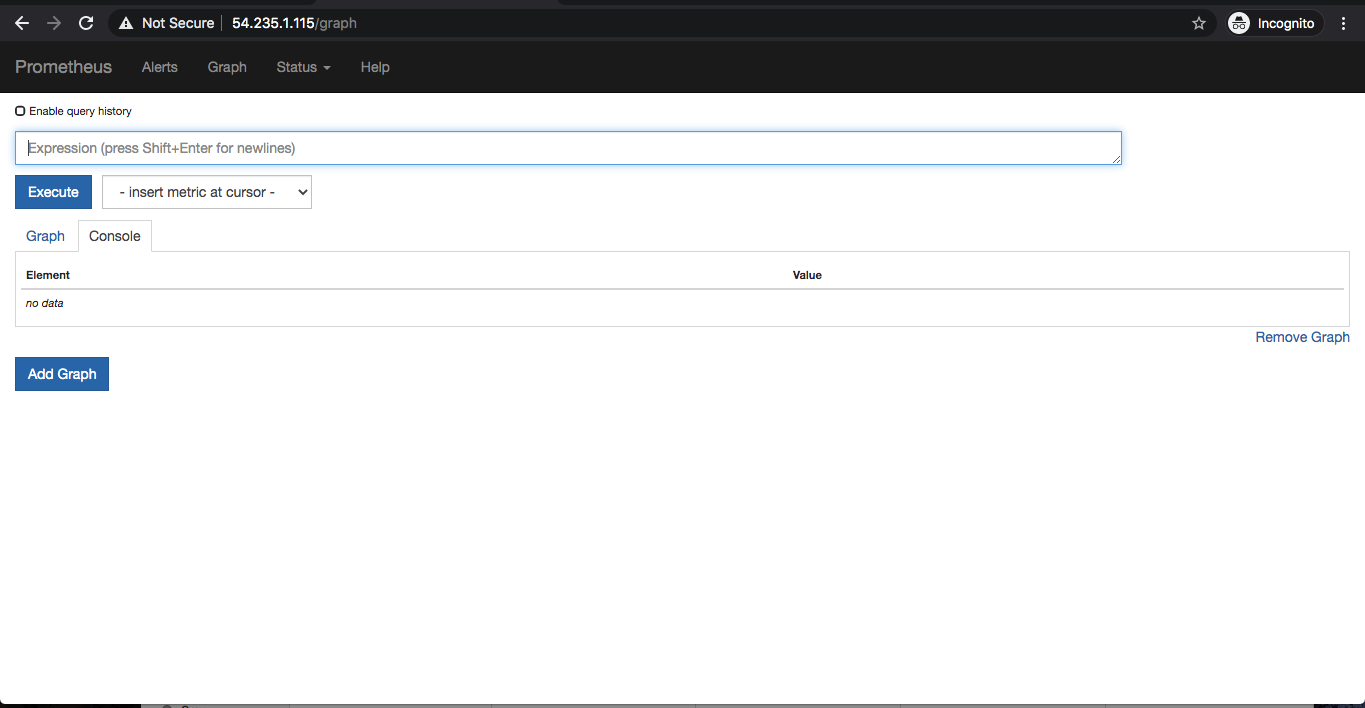 Not Secure 54.235.1.115/graph Incognito
Prometheus Alerts Graph Status Help
Enable query history
Expression (press Shift+Enter for newlines)
Execute - insert metric at cursor -
Graph Console
Element Value
no data
Remove Graph
Add Graph